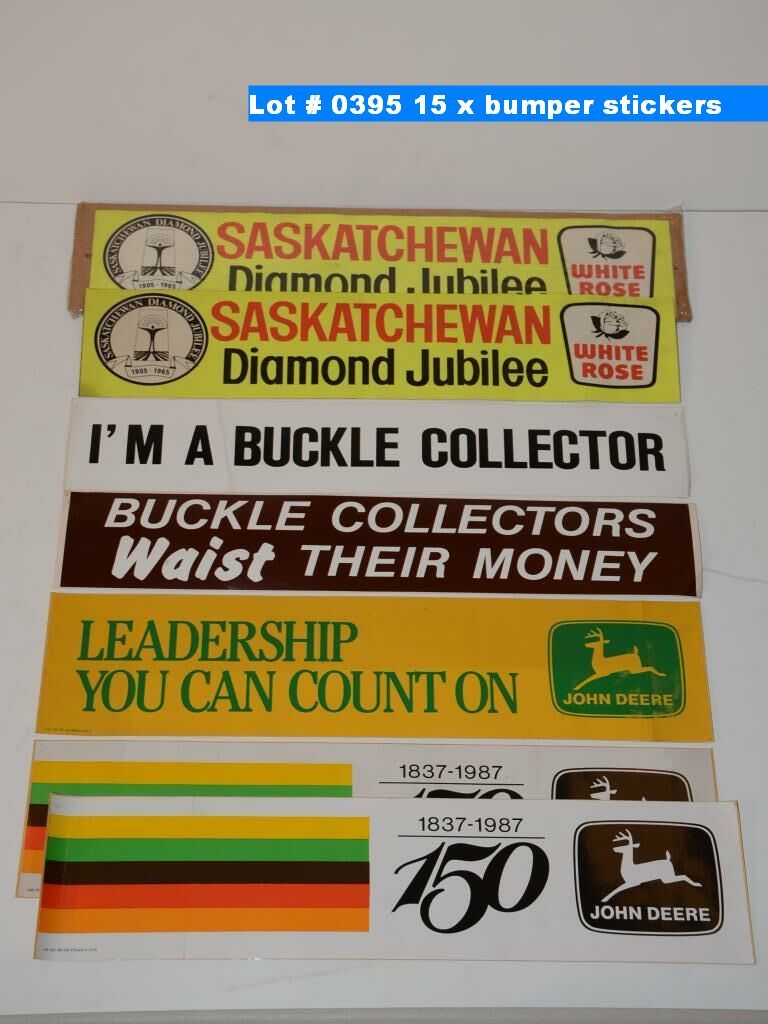 Lot # 0395 15 x bumper stickers
SASKATCHEWAN DIAMOND JUBILEE
1905 - 1965
SASKATCHEWAN
Diamond Jubilee
WHITE
ROSE
SASKATCHEWAN DIAMOND JUBILEE
1905 - 1965
SASKATCHEWAN
Diamond Jubilee
WHITE
ROSE
I'M A BUCKLE COLLECTOR
BUCKLE COLLECTORS
Waist THEIR MONEY
LEADERSHIP
YOU CAN COUNT ON
JOHN DEERE
1837-1987
150
1837-1987
150
JOHN DEERE